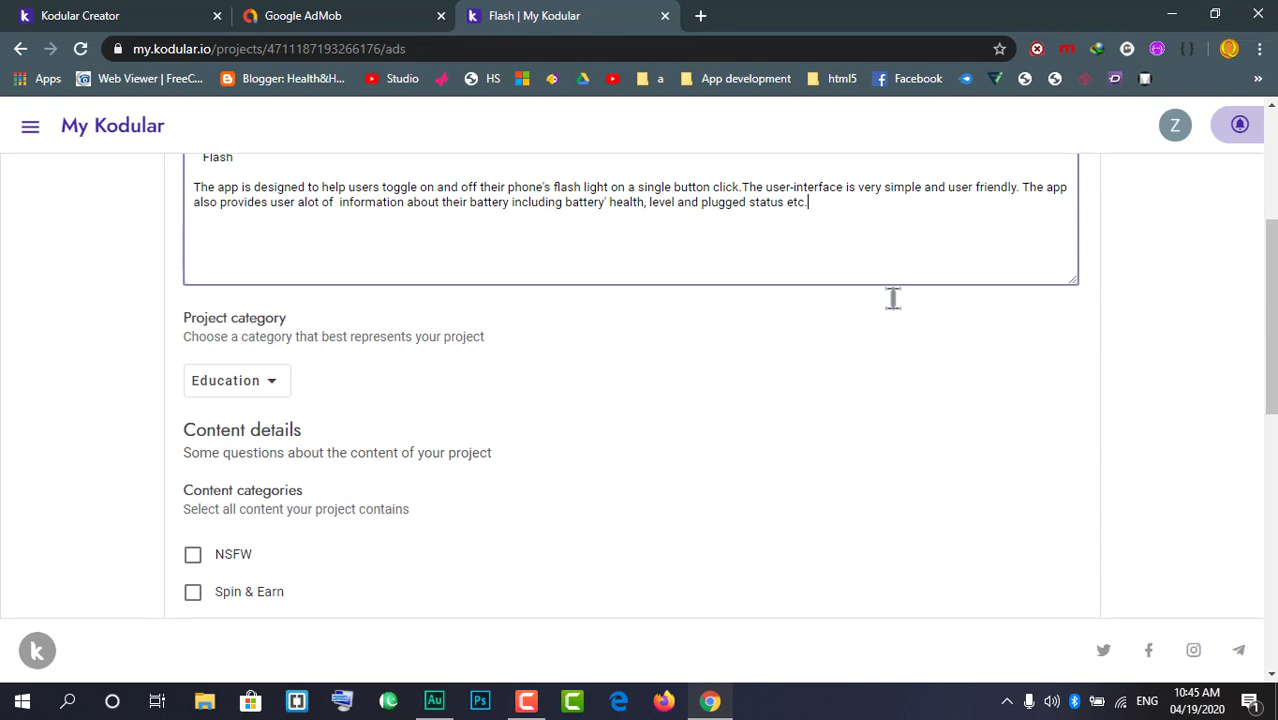 Kodular Creator
Google AdMob
Flash | My Kodular
my.kodular.io/projects/4711187193266176/ads
Apps
Web Viewer | FreeC...
Blogger: Health&H...
Studio
HS
a
App development
html5
Facebook
»
My Kodular
Z
Flash
The app is designed to help users toggle on and off their phone's flash light on a single button click.The user-interface is very simple and user friendly. The app
also provides user alot of  information about their battery including battery' health, level and plugged status etc.
Project category
Choose a category that best represents your project
Education
Content details
Some questions about the content of your project
Content categories
Select all content your project contains
NSFW
Spin & Earn
k
Au
Ps
ENG
10:45 AM
04/19/2020
1